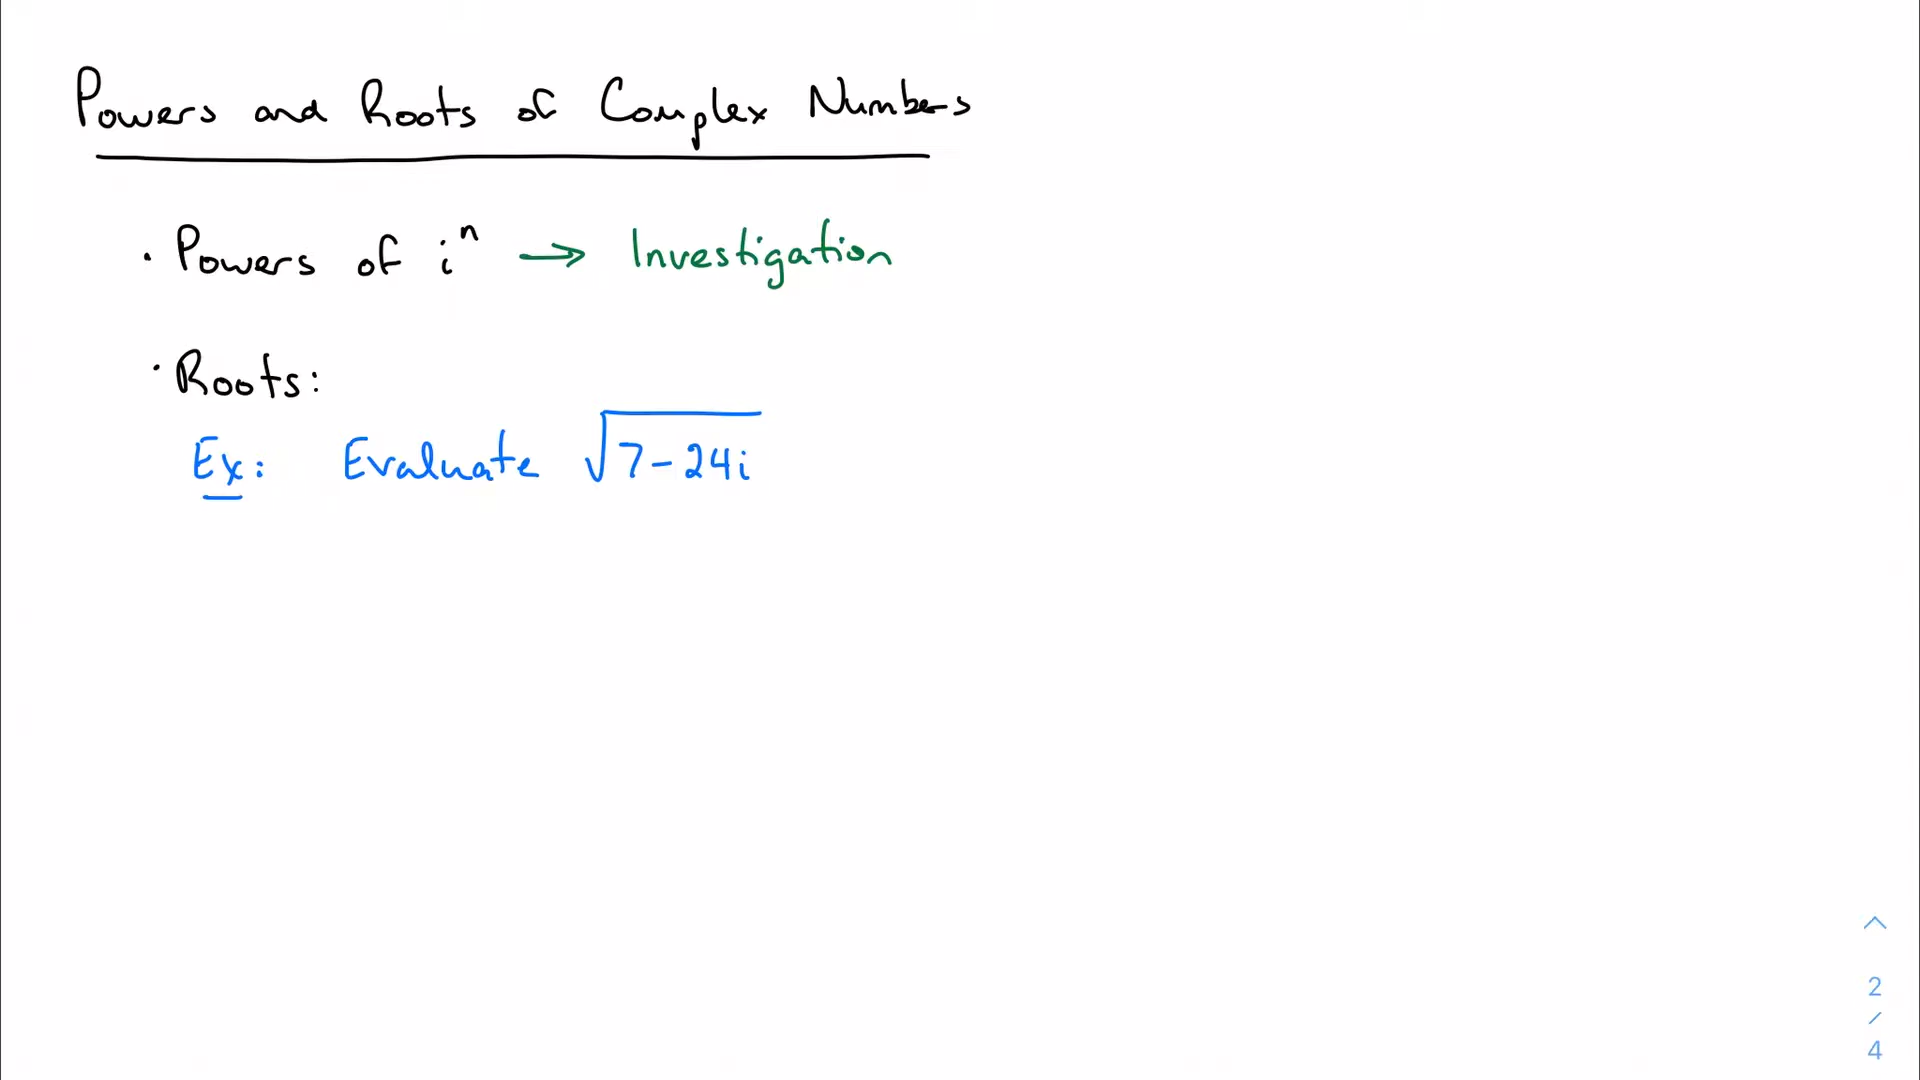 Powers and Roots of Complex Numbers
· Powers of iⁿ → Investigation
· Roots:
Ex: Evaluate √(7-24i)
2
/
4